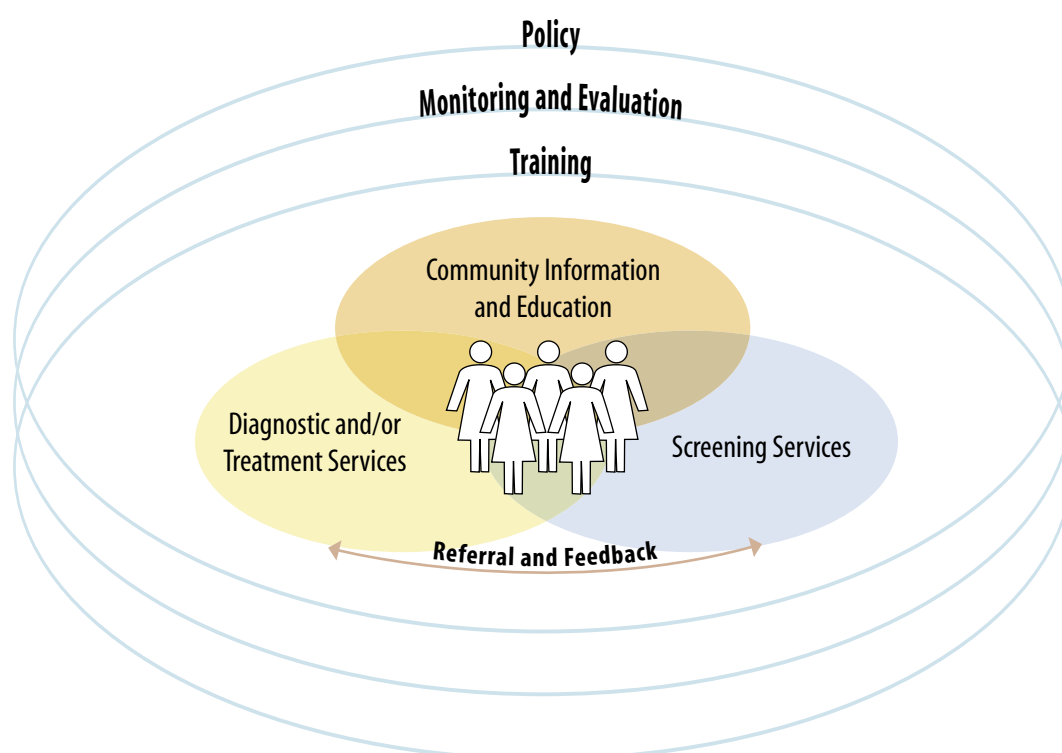 Policy
Monitoring and Evaluation
Training
Community Information
and Education
Diagnostic and/or
Treatment Services
Screening Services
Referral and Feedback